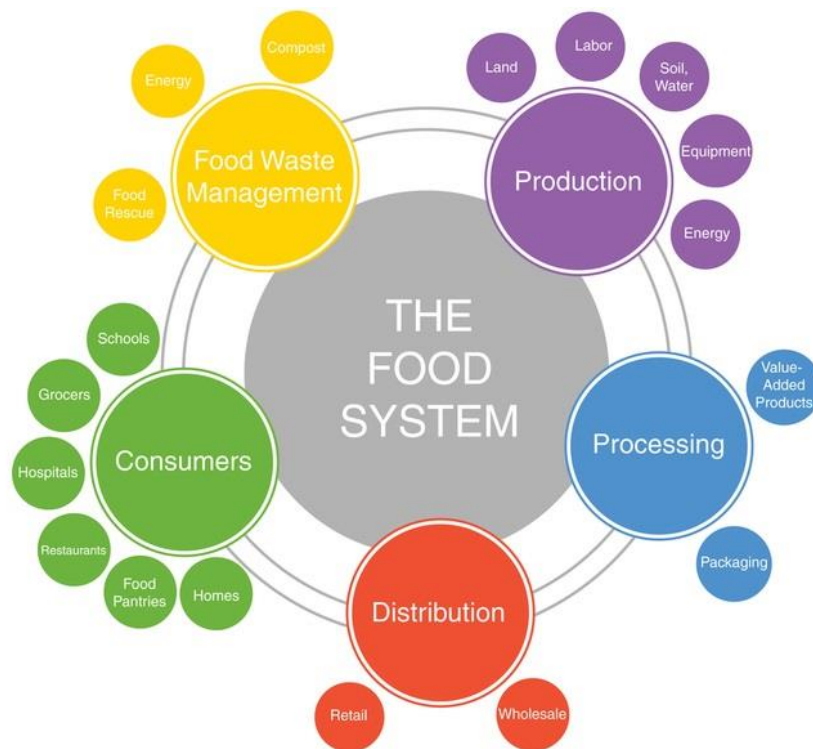 THE
FOOD
SYSTEM
Production
Land
Labor
Soil,
Water
Equipment
Energy
Processing
Value-
Added
Products
Packaging
Distribution
Wholesale
Retail
Consumers
Homes
Food
Pantries
Restaurants
Hospitals
Grocers
Schools
Food Waste
Management
Food
Rescue
Energy
Compost